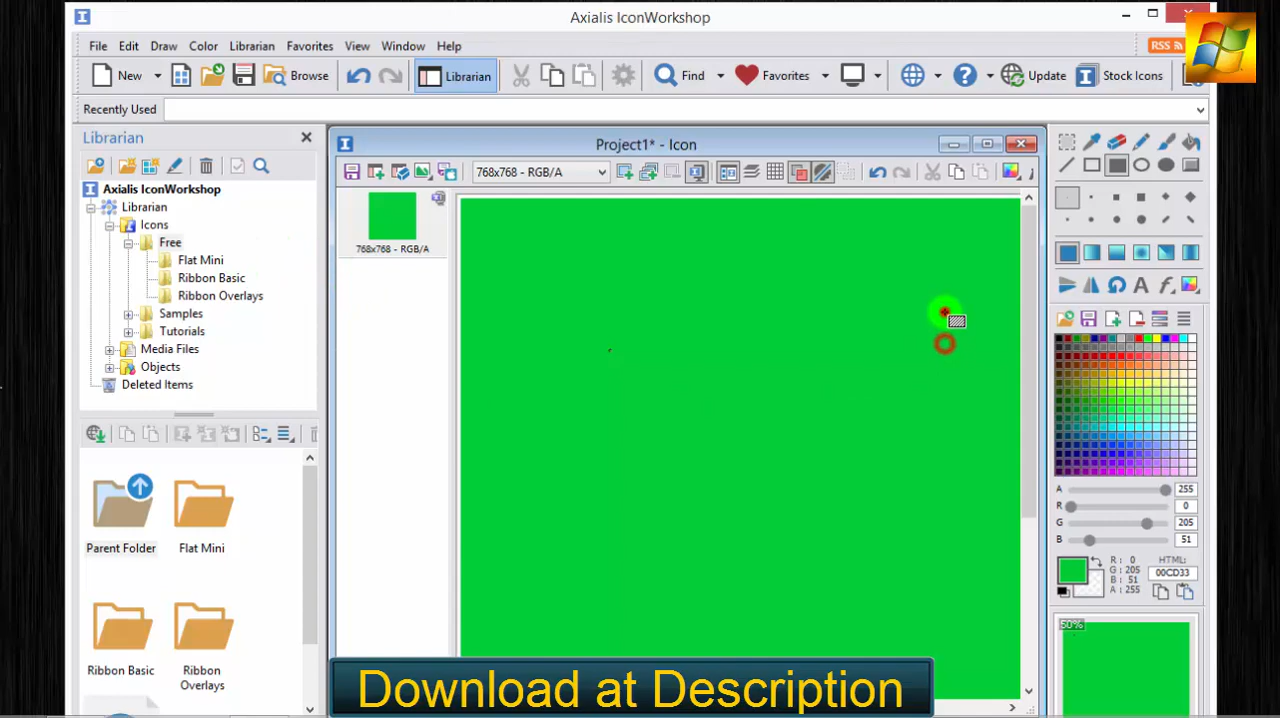 Axialis IconWorkshop
File Edit Draw Color Librarian Favorites View Window Help
RSS
New Browse Librarian Find Favorites Update Stock Icons
Recently Used
Librarian
Project1* - Icon
768x768 - RGB/A
Axialis IconWorkshop
Librarian
Icons
Free
Flat Mini
Ribbon Basic
Ribbon Overlays
Samples
Tutorials
Media Files
Objects
Deleted Items
768x768 - RGB/A
Parent Folder
Flat Mini
Ribbon Basic
Ribbon Overlays
A 255
R 0
G 205
B 51
R: 0
G: 205
B: 51
A: 255
HTML:
00CD33
50%
Download at Description